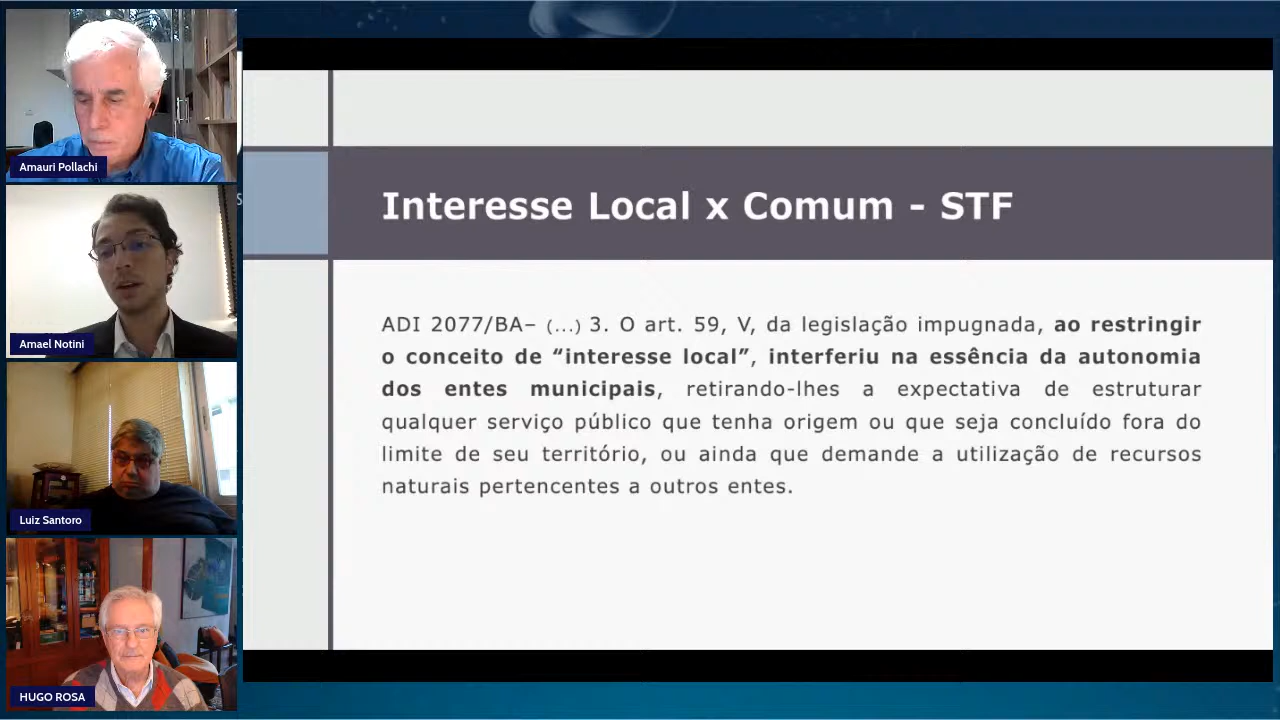 Amauri Pollachi
Amael Notini
Luiz Santoro
HUGO ROSA
Interesse Local x Comum - STF
ADI 2077/BA– (...) 3. O art. 59, V, da legislação impugnada, ao restringir
o conceito de “interesse local”, interferiu na essência da autonomia
dos entes municipais, retirando-lhes a expectativa de estruturar
qualquer serviço público que tenha origem ou que seja concluído fora do
limite de seu território, ou ainda que demande a utilização de recursos
naturais pertencentes a outros entes.